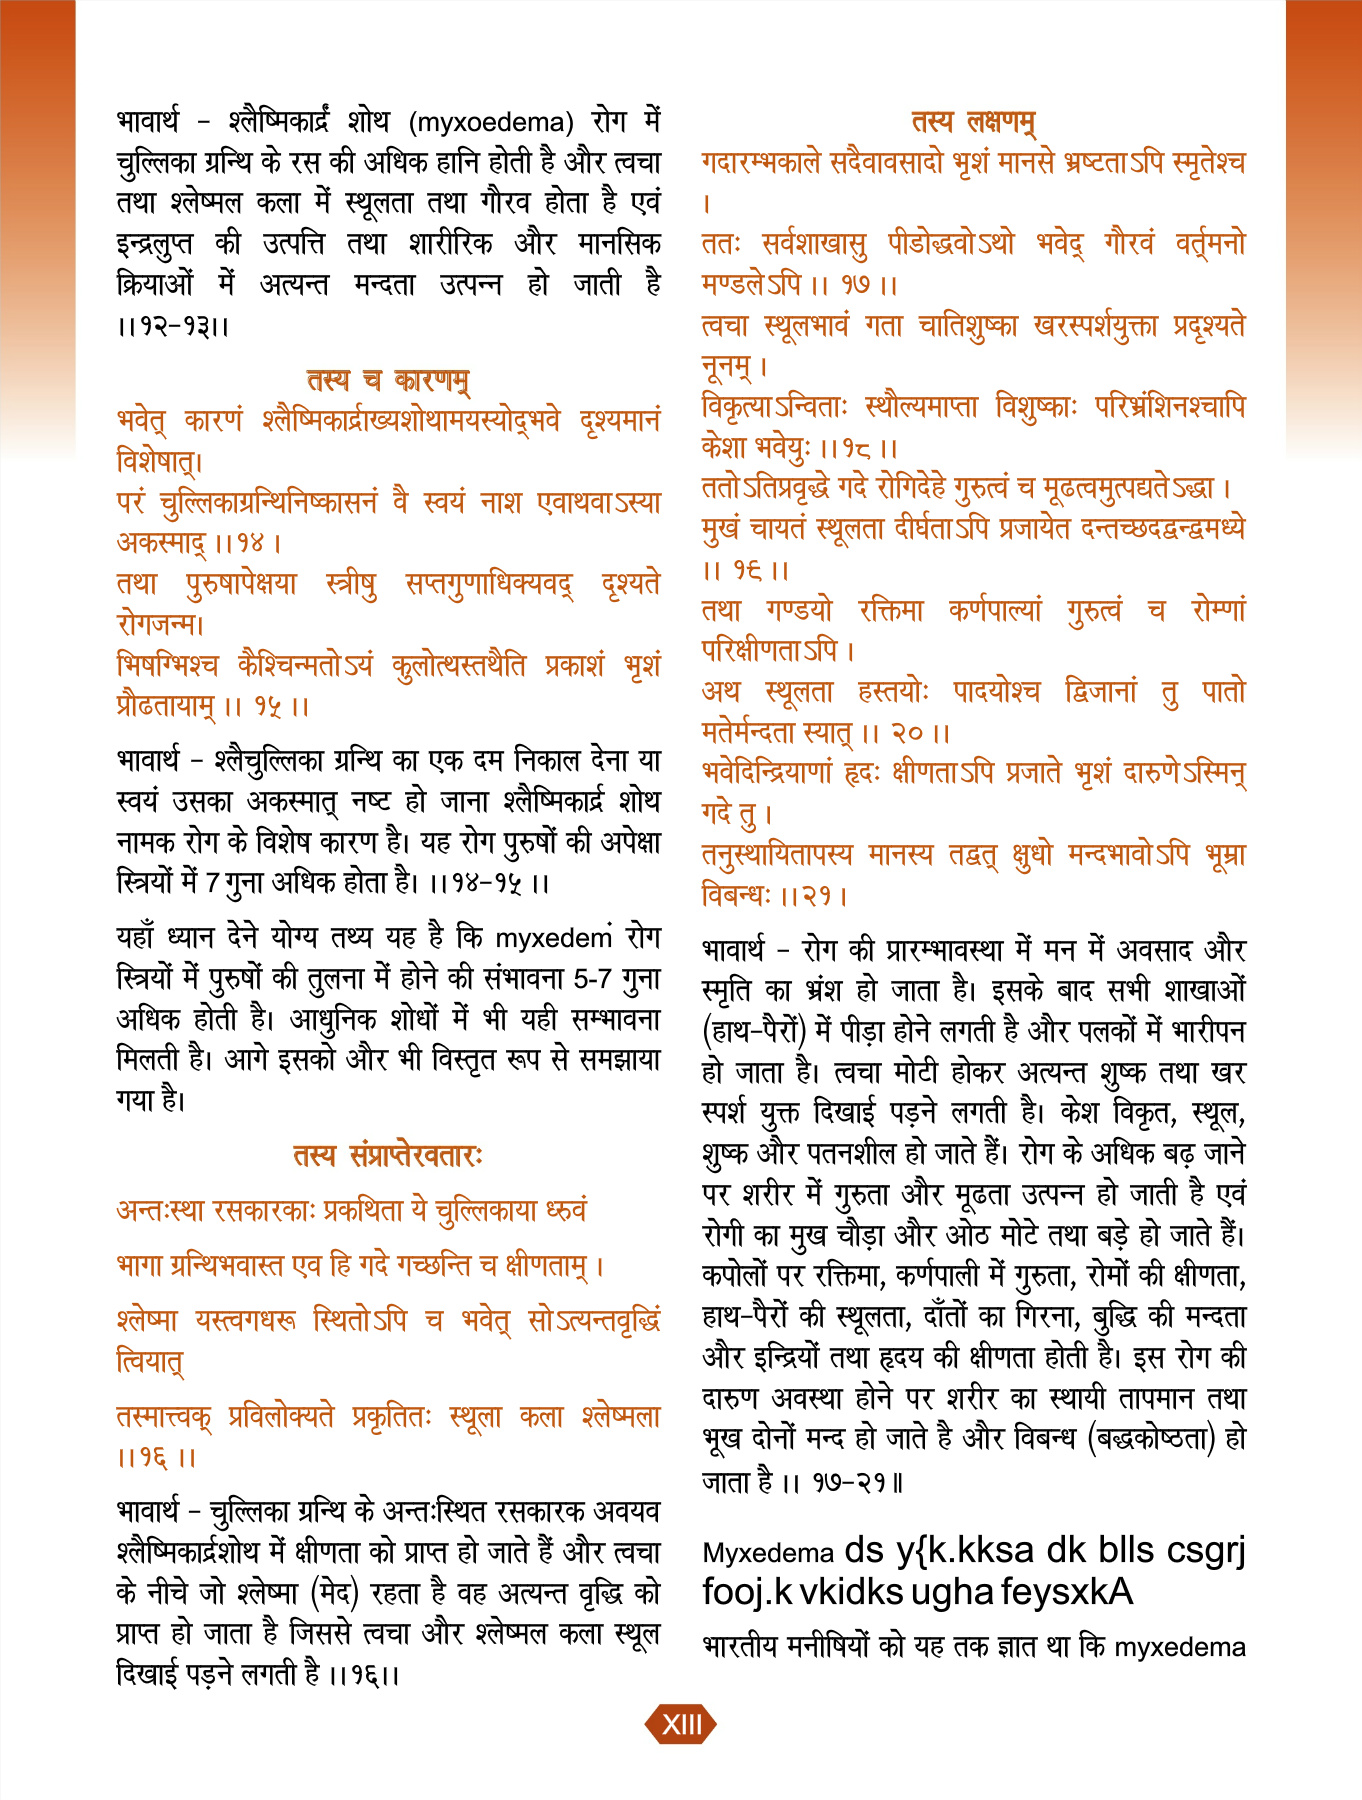 भावार्थ – श्लैष्मिकार्द्रं शोथ (myxoedema) रोग में
चुल्लिका ग्रन्थि के रस की अधिक हानि होती है और त्वचा
तथा श्लेष्मल कला में स्थूलता तथा गौरव होता है एवं
इन्द्रलुप्त की उत्पत्ति तथा शारीरिक और मानसिक
क्रियाओं में अत्यन्त मन्दता उत्पन्न हो जाती है
।।१२-१३।।
तस्य च कारणम्
भवेत् कारणं श्लैष्मिकार्द्राख्यशोथामयस्योद्भवे दृश्यमानं
विशेषात्।
परं चुल्लिकाग्रन्थिनिष्कासनं वै स्वयं नाश एवाथवाऽस्या
अकस्माद् ।।१४ ।
तथा पुरुषापेक्षया स्त्रीषु सप्तगुणाधिक्यवद् दृश्यते
रोगजन्म।
भिषग्भिश्च कैश्चिन्मतोऽयं कुलोत्थस्तथैति प्रकाशं भृशं
प्रौढतायाम् ।। १५ ।।
भावार्थ – श्लैचुल्लिका ग्रन्थि का एक दम निकाल देना या
स्वयं उसका अकस्मात् नष्ट हो जाना श्लैष्मिकार्द्र शोथ
नामक रोग के विशेष कारण है। यह रोग पुरुषों की अपेक्षा
स्त्रियों में 7 गुना अधिक होता है। ।।१४-१५ ।।
यहाँ ध्यान देने योग्य तथ्य यह है कि myxedemं रोग
स्त्रियों में पुरुषों की तुलना में होने की संभावना 5-7 गुना
अधिक होती है। आधुनिक शोधों में भी यही सम्भावना
मिलती है। आगे इसको और भी विस्तृत रूप से समझाया
गया है।
तस्य संप्राप्तेरवतारः
अन्तःस्था रसकारकाः प्रकथिता ये चुल्लिकाया ध्रुवं
भागा ग्रन्थिभवास्त एव हि गदे गच्छन्ति च क्षीणताम् ।
श्लेष्मा यस्त्वगधरू स्थितोऽपि च भवेत् सोऽत्यन्तवृद्धिं
त्वियात्
तस्मात्त्वक् प्रविलोक्यते प्रकृतितः स्थूला कला श्लेष्मला
।।१६ ।।
भावार्थ – चुल्लिका ग्रन्थि के अन्तःस्थित रसकारक अवयव
श्लैष्मिकार्द्रशोथ में क्षीणता को प्राप्त हो जाते हैं और त्वचा
के नीचे जो श्लेष्मा (मेद) रहता है वह अत्यन्त वृद्धि को
प्राप्त हो जाता है जिससे त्वचा और श्लेष्मल कला स्थूल
दिखाई पड़ने लगती है ।।१६।।
तस्य लक्षणम्
गदारम्भकाले सदैवावसादो भृशं मानसे भ्रष्टताऽपि स्मृतेश्च
।
ततः सर्वशाखासु पीडोद्भवोऽथो भवेद् गौरवं वर्त्र्मनो
मण्डलेऽपि ।। १७ ।।
त्वचा स्थूलभावं गता चातिशुष्का खरस्पर्शयुक्ता प्रदृश्यते
नूनम् ।
विकृत्याऽन्विताः स्थौल्यमाप्ता विशुष्काः परिभ्रंशिनश्चापि
केशा भवेयुः ।।१८ ।।
ततोऽतिप्रवृद्धे गदे रोगिदेहे गुरुत्वं च मूढत्वमुत्पद्यतेऽद्धा ।
मुखं चायतं स्थूलता दीर्घताऽपि प्रजायेत दन्तच्छदद्वन्द्वमध्ये
।। १९ ।।
तथा गण्डयो रक्तिमा कर्णपाल्यां गुरुत्वं च रोम्णां
परिक्षीणताऽपि ।
अथ स्थूलता हस्तयोः पादयोश्च द्विजानां तु पातो
मतेर्मन्दता स्यात् ।। २० ।।
भवेदिन्द्रियाणां हृदः क्षीणताऽपि प्रजाते भृशं दारुणेऽस्मिन्
गदे तु ।
तनुस्थायितापस्य मानस्य तद्वत् क्षुधो मन्दभावोऽपि भूम्रा
विबन्धः ।।२१ ।
भावार्थ – रोग की प्रारम्भावस्था में मन में अवसाद और
स्मृति का भ्रंश हो जाता है। इसके बाद सभी शाखाओं
(हाथ-पैरों) में पीड़ा होने लगती है और पलकों में भारीपन
हो जाता है। त्वचा मोटी होकर अत्यन्त शुष्क तथा खर
स्पर्श युक्त दिखाई पड़ने लगती है। केश विकृत, स्थूल,
शुष्क और पतनशील हो जाते हैं। रोग के अधिक बढ़ जाने
पर शरीर में गुरुता और मूढता उत्पन्न हो जाती है एवं
रोगी का मुख चौड़ा और ओठ मोटे तथा बड़े हो जाते हैं।
कपोलों पर रक्तिमा, कर्णपाली में गुरुता, रोमों की क्षीणता,
हाथ-पैरों की स्थूलता, दाँतों का गिरना, बुद्धि की मन्दता
और इन्द्रियों तथा हृदय की क्षीणता होती है। इस रोग की
दारुण अवस्था होने पर शरीर का स्थायी तापमान तथा
भूख दोनों मन्द हो जाते है और विबन्ध (बद्धकोष्ठता) हो
जाता है ।। १७-२१॥
Myxedema ds y{k.kksa dk blls csgrj
fooj.k vkidks ugha feysxkA
भारतीय मनीषियों को यह तक ज्ञात था कि myxedema
XIII